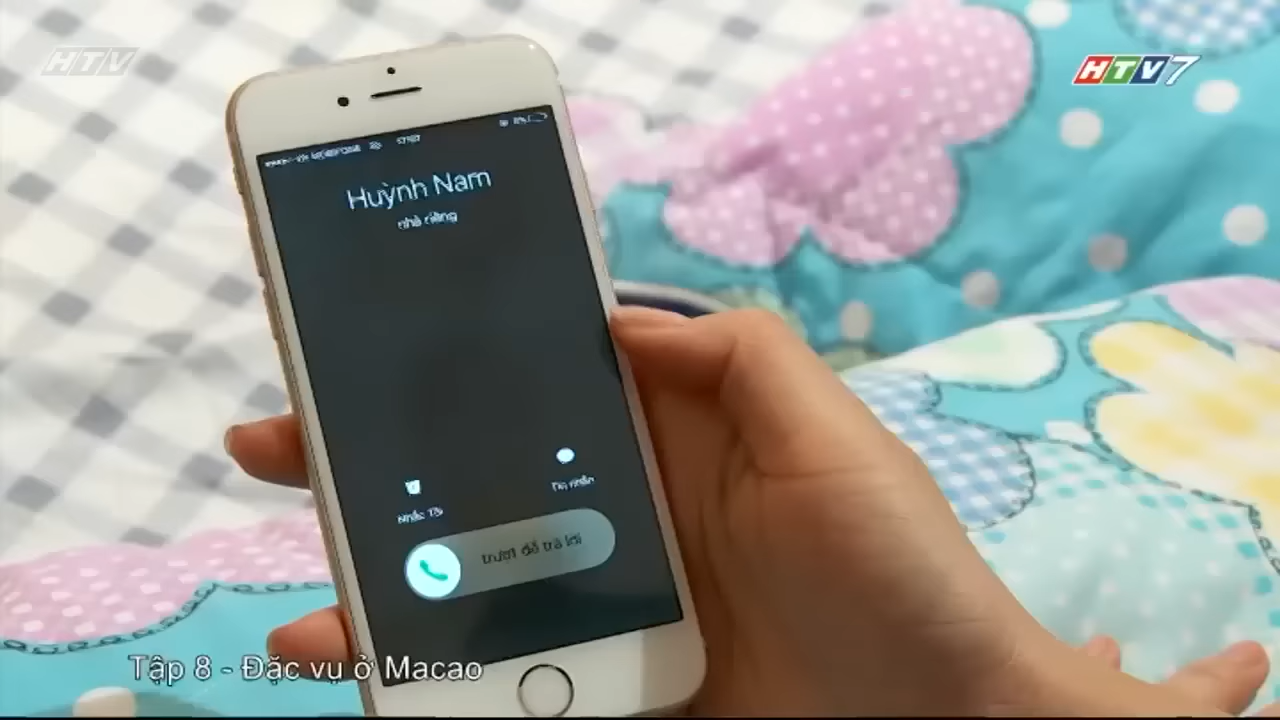 HTV
HTV7
Huỳnh Nam
nhà riêng
Nhắc Tôi
Tin nhắn
trượt để trả lời
Tập 8 - Đặc vụ ở Macao